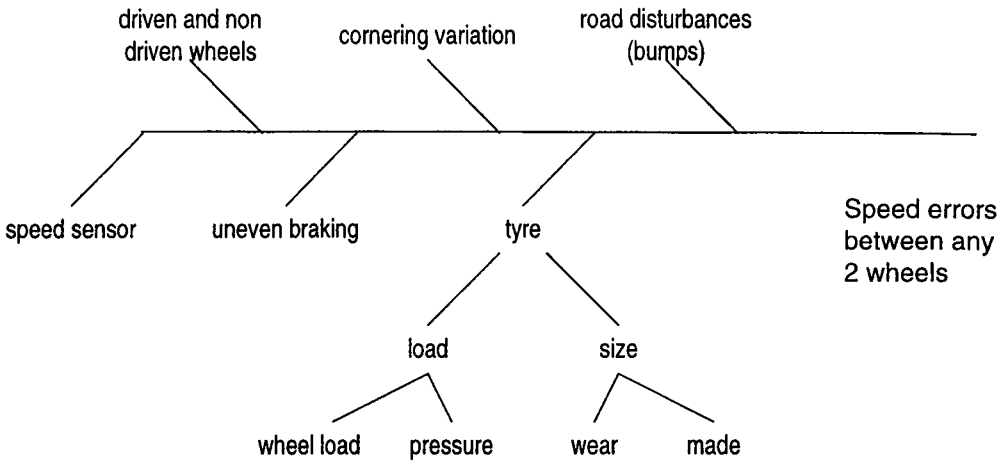 driven and non
driven wheels
cornering variation
road disturbances
(bumps)
speed sensor
uneven braking
tyre
Speed errors
between any
2 wheels
load
size
wheel load
pressure
wear
made